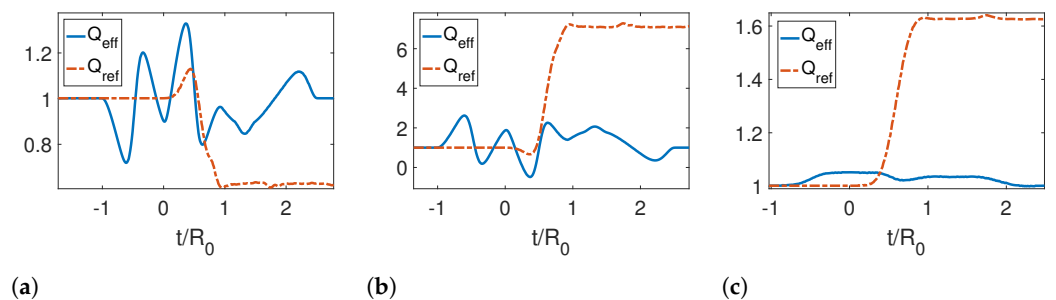 1.2
1
0.8
Q_eff
Q_ref
-1 0 1 2
t/R_0
(a)
6
4
2
0
Q_eff
Q_ref
-1 0 1 2
t/R_0
(b)
1.6
1.4
1.2
1
Q_eff
Q_ref
-1 0 1 2
t/R_0
(c)